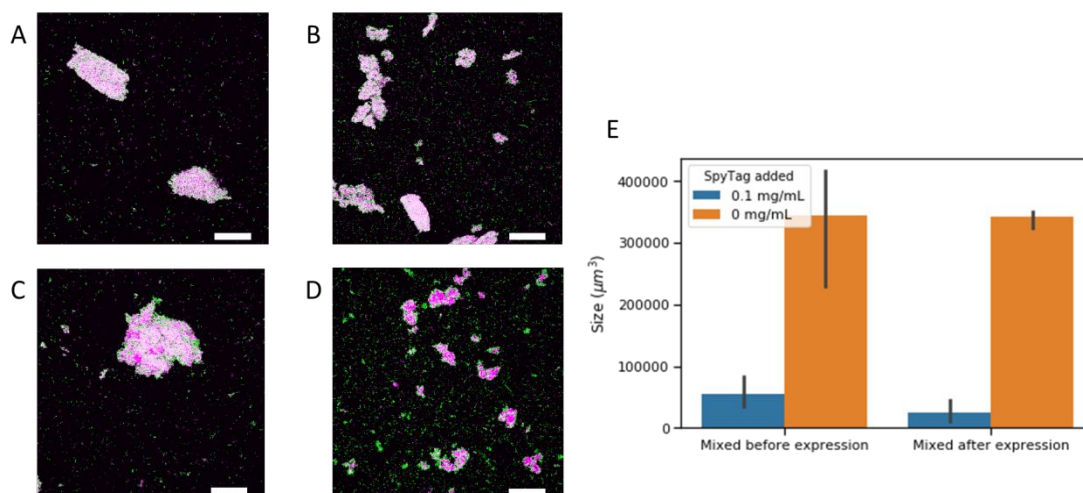 A
B
C
D
E
SpyTag added
0.1 mg/mL
0 mg/mL
400000
300000
200000
100000
0
Size (μm³)
Mixed before expression
Mixed after expression